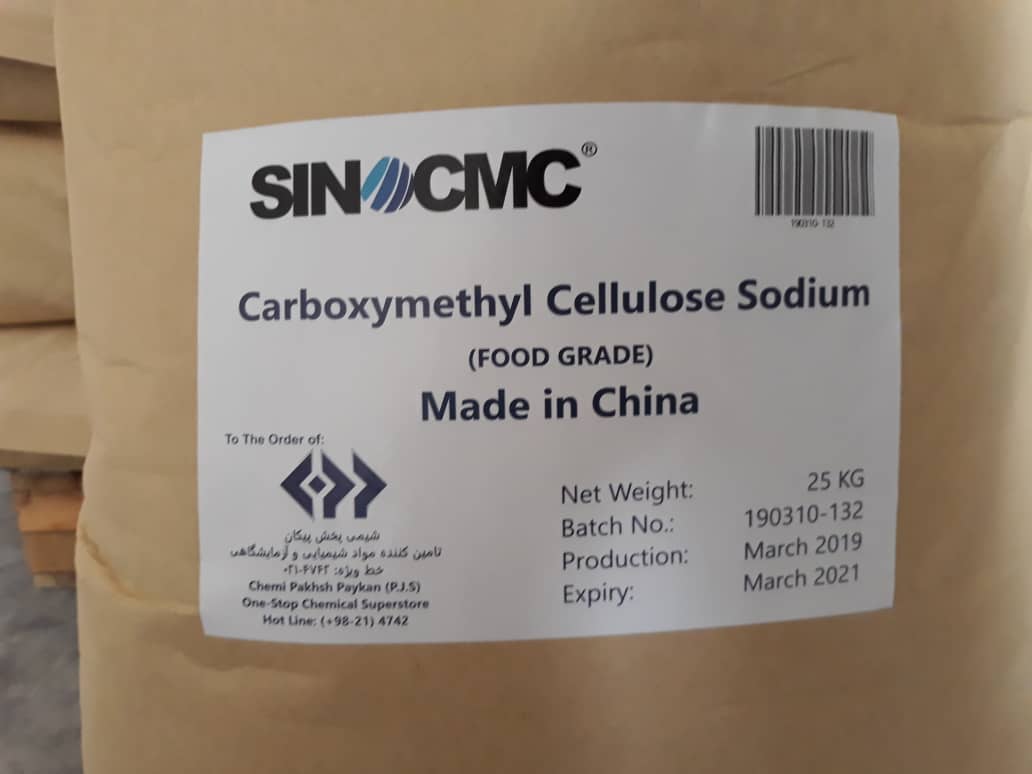 SINOCMC®
190310-132
Carboxymethyl Cellulose Sodium
(FOOD GRADE)
Made in China
To The Order of:
شیمی پخش پیکان
تامین کننده مواد شیمیایی و آزمایشگاهی
خط ویژه: ۴۷۴۲-۰۲۱
Chemi Pakhsh Paykan (P.J.S)
One-Stop Chemical Superstore
Hot Line: (+98-21) 4742
Net Weight: 25 KG
Batch No.: 190310-132
Production: March 2019
Expiry: March 2021